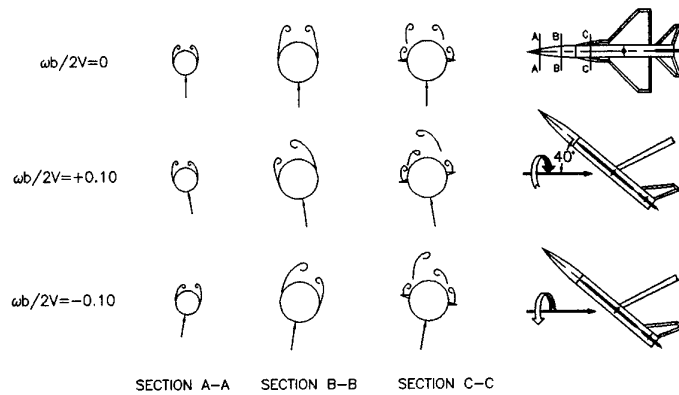 A B C
A B C
ωb/2V=0
40°
ωb/2V=+0.10
ωb/2V=−0.10
SECTION A−A SECTION B−B SECTION C−C